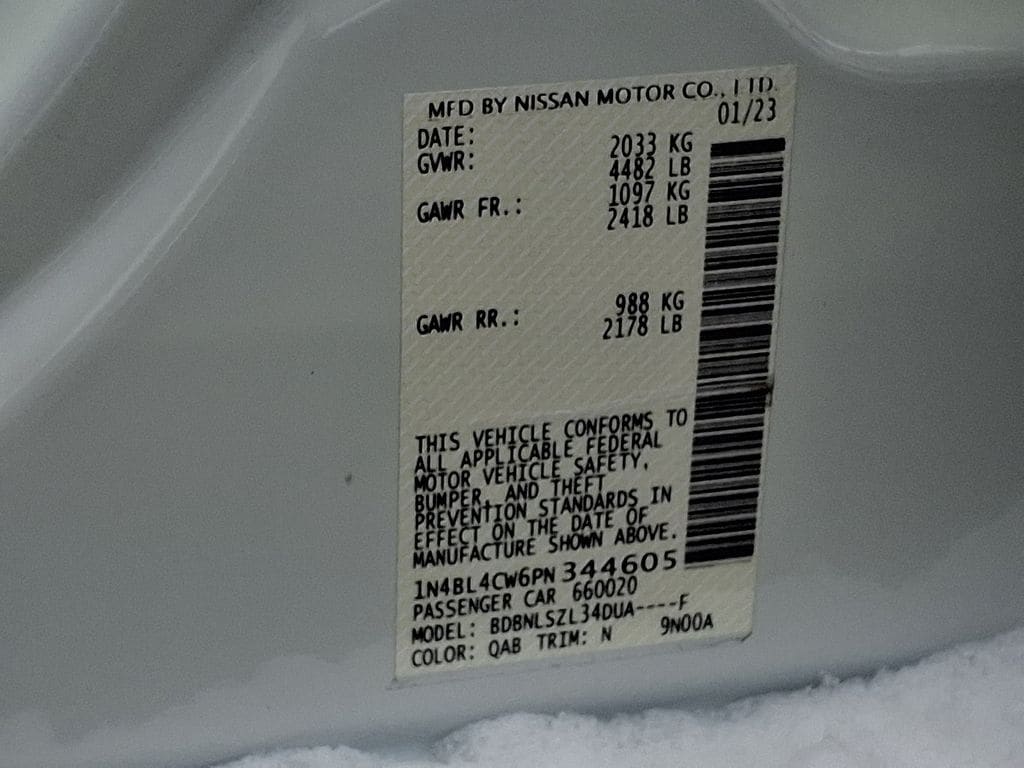 MFD BY NISSAN MOTOR CO., LTD.
DATE: 01/23
GVWR: 2033 KG
4482 LB
GAWR FR.: 1097 KG
2418 LB
GAWR RR.: 988 KG
2178 LB
THIS VEHICLE CONFORMS TO
ALL APPLICABLE FEDERAL
MOTOR VEHICLE SAFETY,
BUMPER, AND THEFT
PREVENTION STANDARDS IN
EFFECT ON THE DATE OF
MANUFACTURE SHOWN ABOVE.
1N4BL4CW6PN344605
PASSENGER CAR 660020
MODEL: BDBNLSZL34DUA----F
COLOR: QAB TRIM: N 9N00A